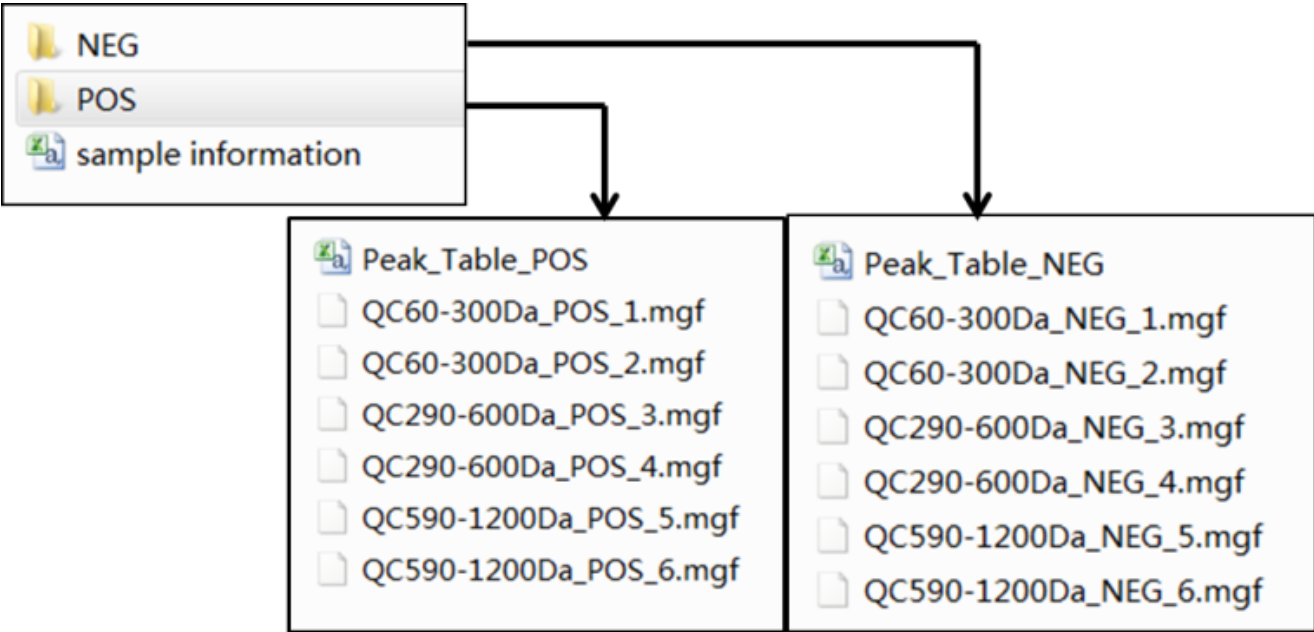 NEG
POS
sample information
Peak_Table_POS
QC60-300Da_POS_1.mgf
QC60-300Da_POS_2.mgf
QC290-600Da_POS_3.mgf
QC290-600Da_POS_4.mgf
QC590-1200Da_POS_5.mgf
QC590-1200Da_POS_6.mgf
Peak_Table_NEG
QC60-300Da_NEG_1.mgf
QC60-300Da_NEG_2.mgf
QC290-600Da_NEG_3.mgf
QC290-600Da_NEG_4.mgf
QC590-1200Da_NEG_5.mgf
QC590-1200Da_NEG_6.mgf